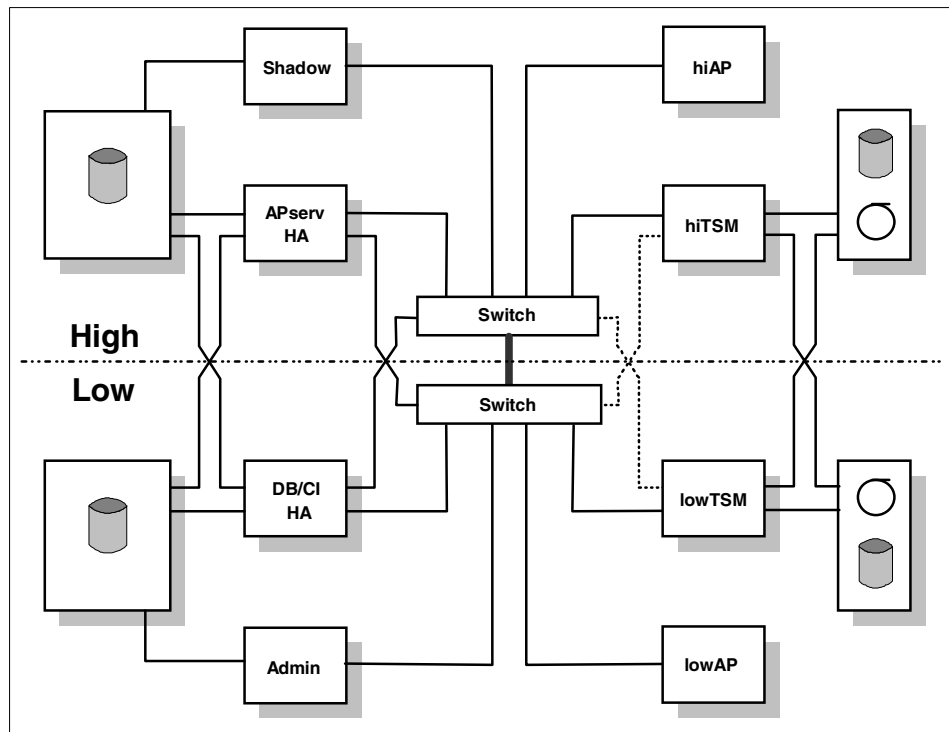 Shadow
hiAP
APserv
HA
hiTSM
Switch
High
Low
Switch
DB/CI
HA
lowTSM
Admin
lowAP